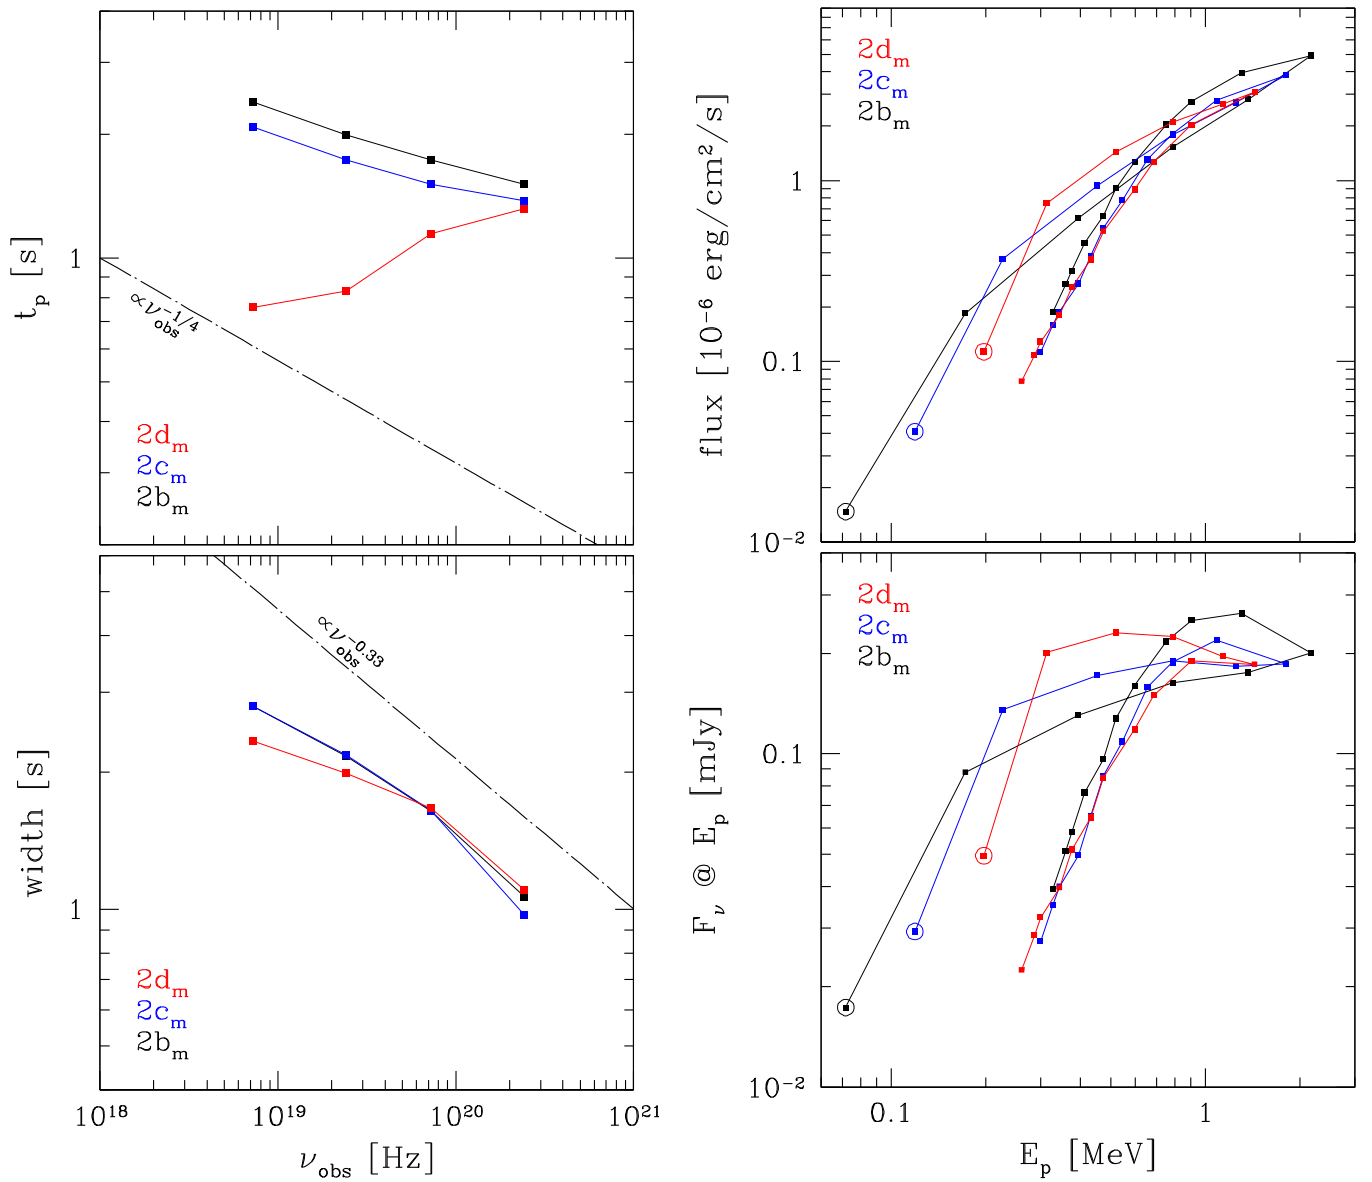 t_p [s]
1
∝ν_obs^-1/4
2d_m
2c_m
2b_m
width [s]
1
∝ν_obs^-0.33
2d_m
2c_m
2b_m
10^18
10^19
10^20
10^21
ν_obs [Hz]
flux [10^-6 erg/cm^2/s]
1
0.1
10^-2
2d_m
2c_m
2b_m
F_ν @ E_p [mJy]
0.1
10^-2
2d_m
2c_m
2b_m
0.1
1
E_p [MeV]